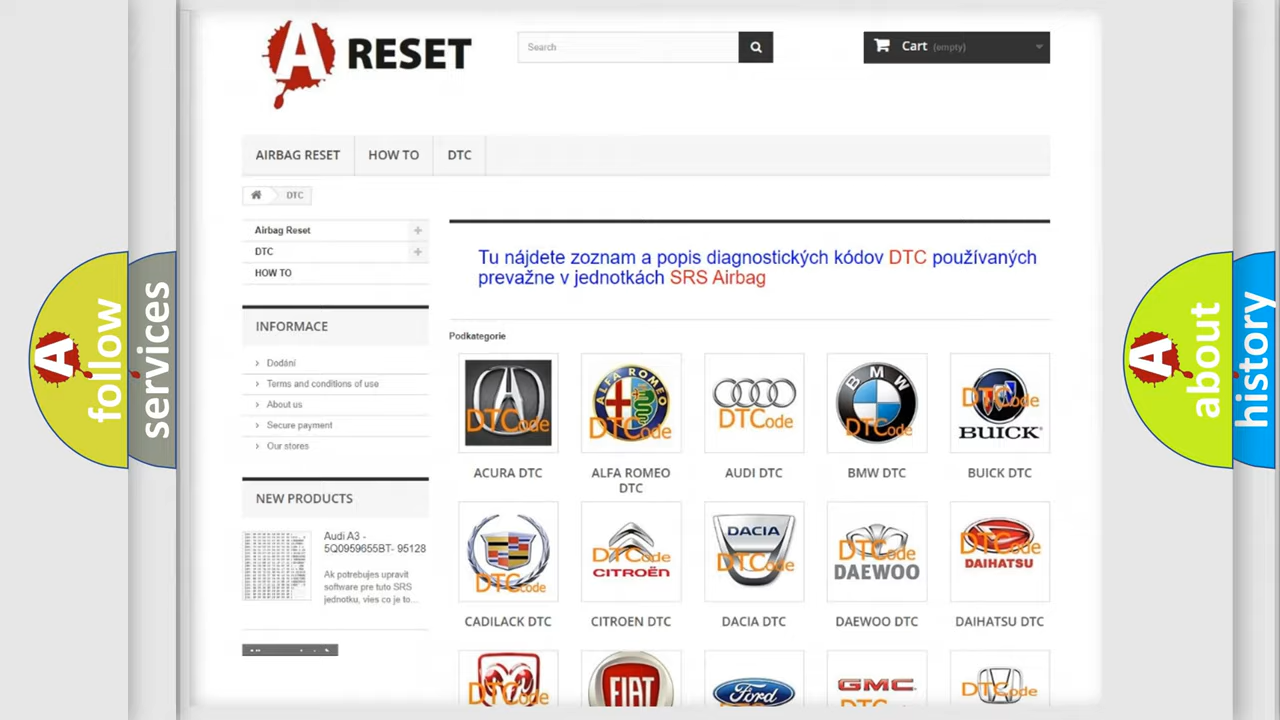 A RESET
Search
Cart (empty)
AIRBAG RESET
HOW TO
DTC
DTC
Airbag Reset
DTC
HOW TO
Tu nájdete zoznam a popis diagnostických kódov DTC používaných
prevažne v jednotkách SRS Airbag
INFORMACE
Dodání
Terms and conditions of use
About us
Secure payment
Our stores
NEW PRODUCTS
Audi A3 -
5Q0959655BT- 95128
Ak potrebujes upravit
software pre tuto SRS
jednotku, vies co je to...
Podkategorie
DTCode
ALFA ROMEO
DTCode
DTCode
BMW
DTCode
DTCode
BUICK
ACURA DTC
ALFA ROMEO
DTC
AUDI DTC
BMW DTC
BUICK DTC
DTCode
DTCode
CITROËN
DACIA
DTCode
DTCode
DAEWOO
DTCode
DAIHATSU
CADILACK DTC
CITROEN DTC
DACIA DTC
DAEWOO DTC
DAIHATSU DTC
DTCode
FIAT
Ford
GMC
DTCode
A follow
services
A about
history